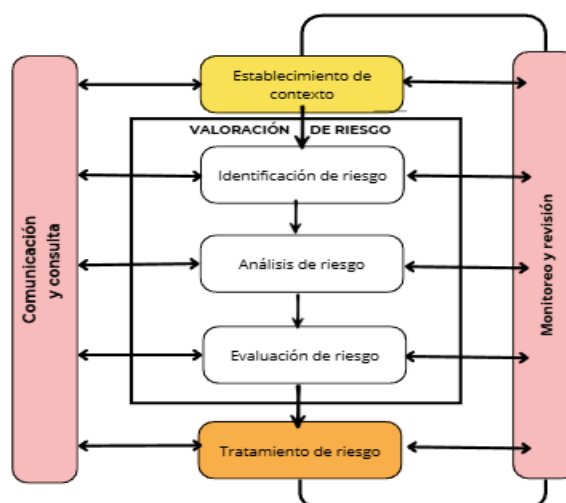 Establecimiento de
contexto
VALORACIÓN DE RIESGO
Identificación de riesgo
Análisis de riesgo
Evaluación de riesgo
Tratamiento de riesgo
Comunicación
y consulta
Monitoreo y revisión